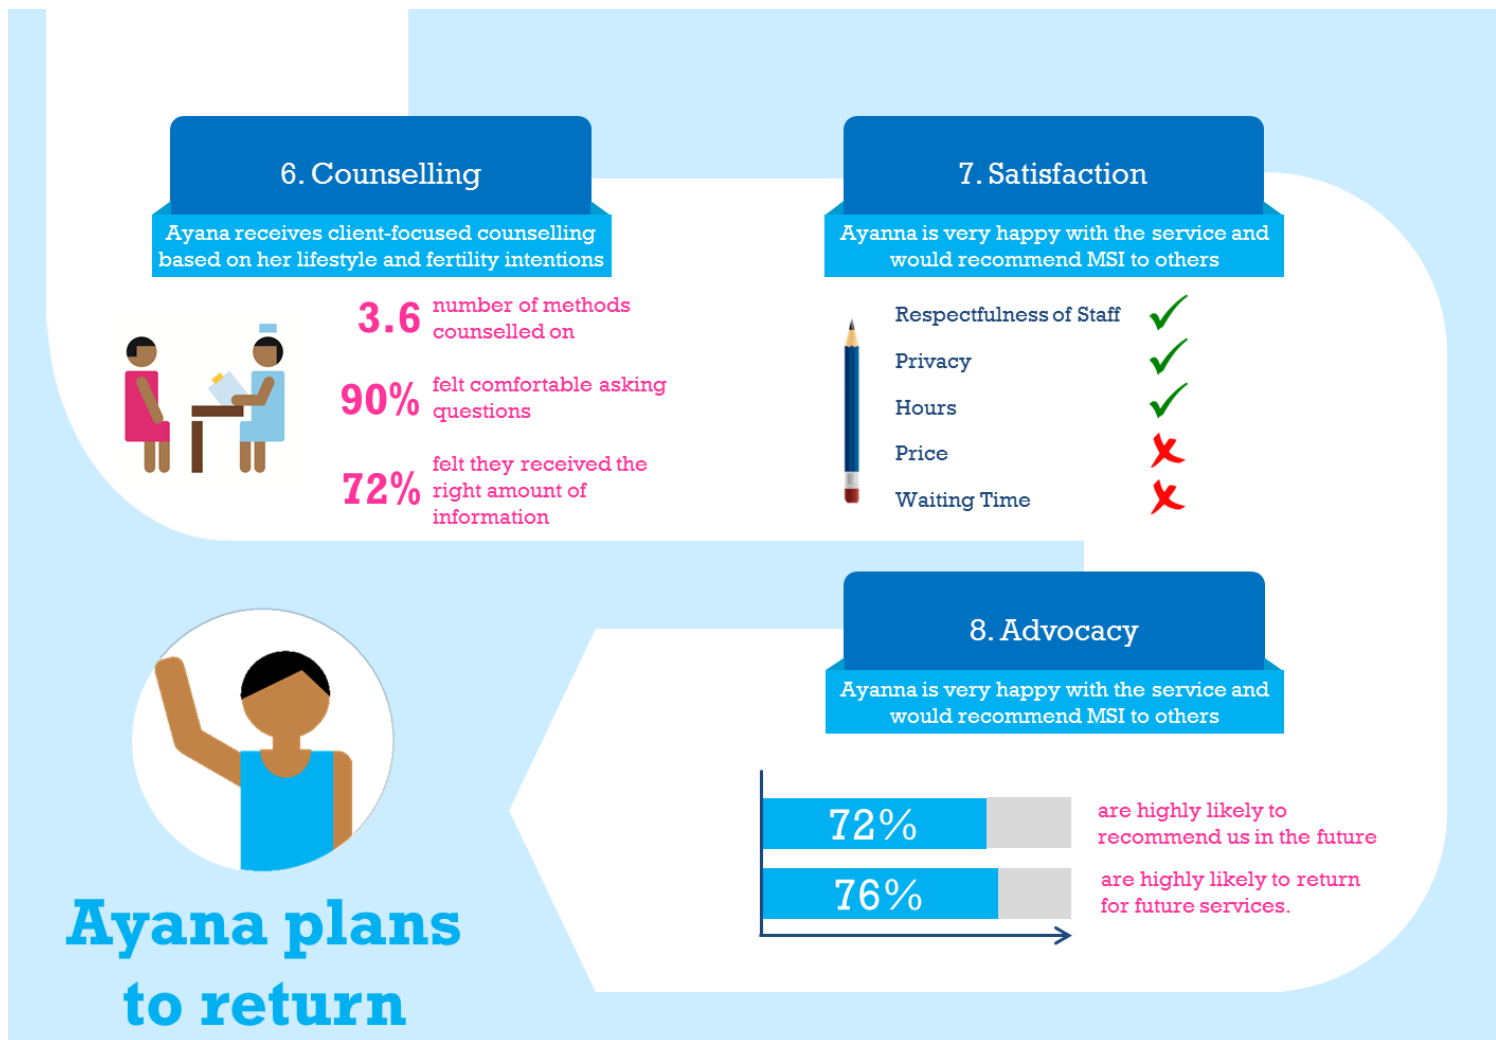 6. Counselling
Ayana receives client-focused counselling
based on her lifestyle and fertility intentions
3.6 number of methods
counselled on
90% felt comfortable asking
questions
72% felt they received the
right amount of
information
7. Satisfaction
Ayanna is very happy with the service and
would recommend MSI to others
Respectfulness of Staff
Privacy
Hours
Price
Waiting Time
8. Advocacy
Ayanna is very happy with the service and
would recommend MSI to others
72%
are highly likely to
recommend us in the future
76%
are highly likely to return
for future services.
Ayana plans
to return